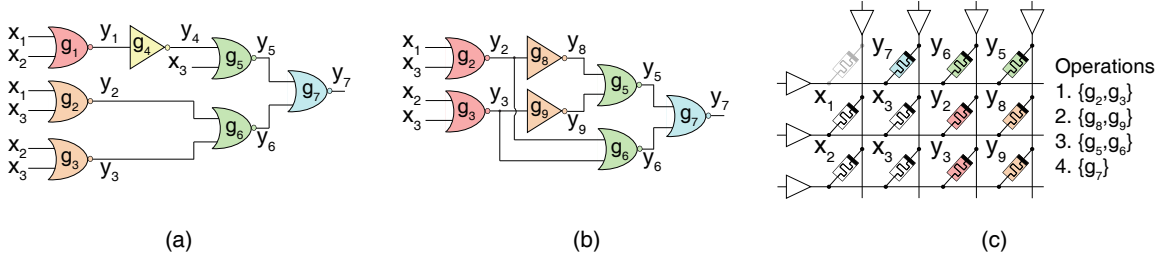 x1
x2
g1
y1
g4
y4
x3
g5
y5
g7
y7
x1
x3
g2
y2
g6
y6
x2
x3
g3
y3
(a)
x1
x3
g2
y2
g8
y8
g5
y5
x2
x3
g3
y3
g9
y9
g7
y7
g6
y6
(b)
y7 y6 y5
x1 x3 y2 y8
x2 x3 y3 y9
Operations
1. {g2,g3}
2. {g8,g9}
3. {g5,g6}
4. {g7}
(c)